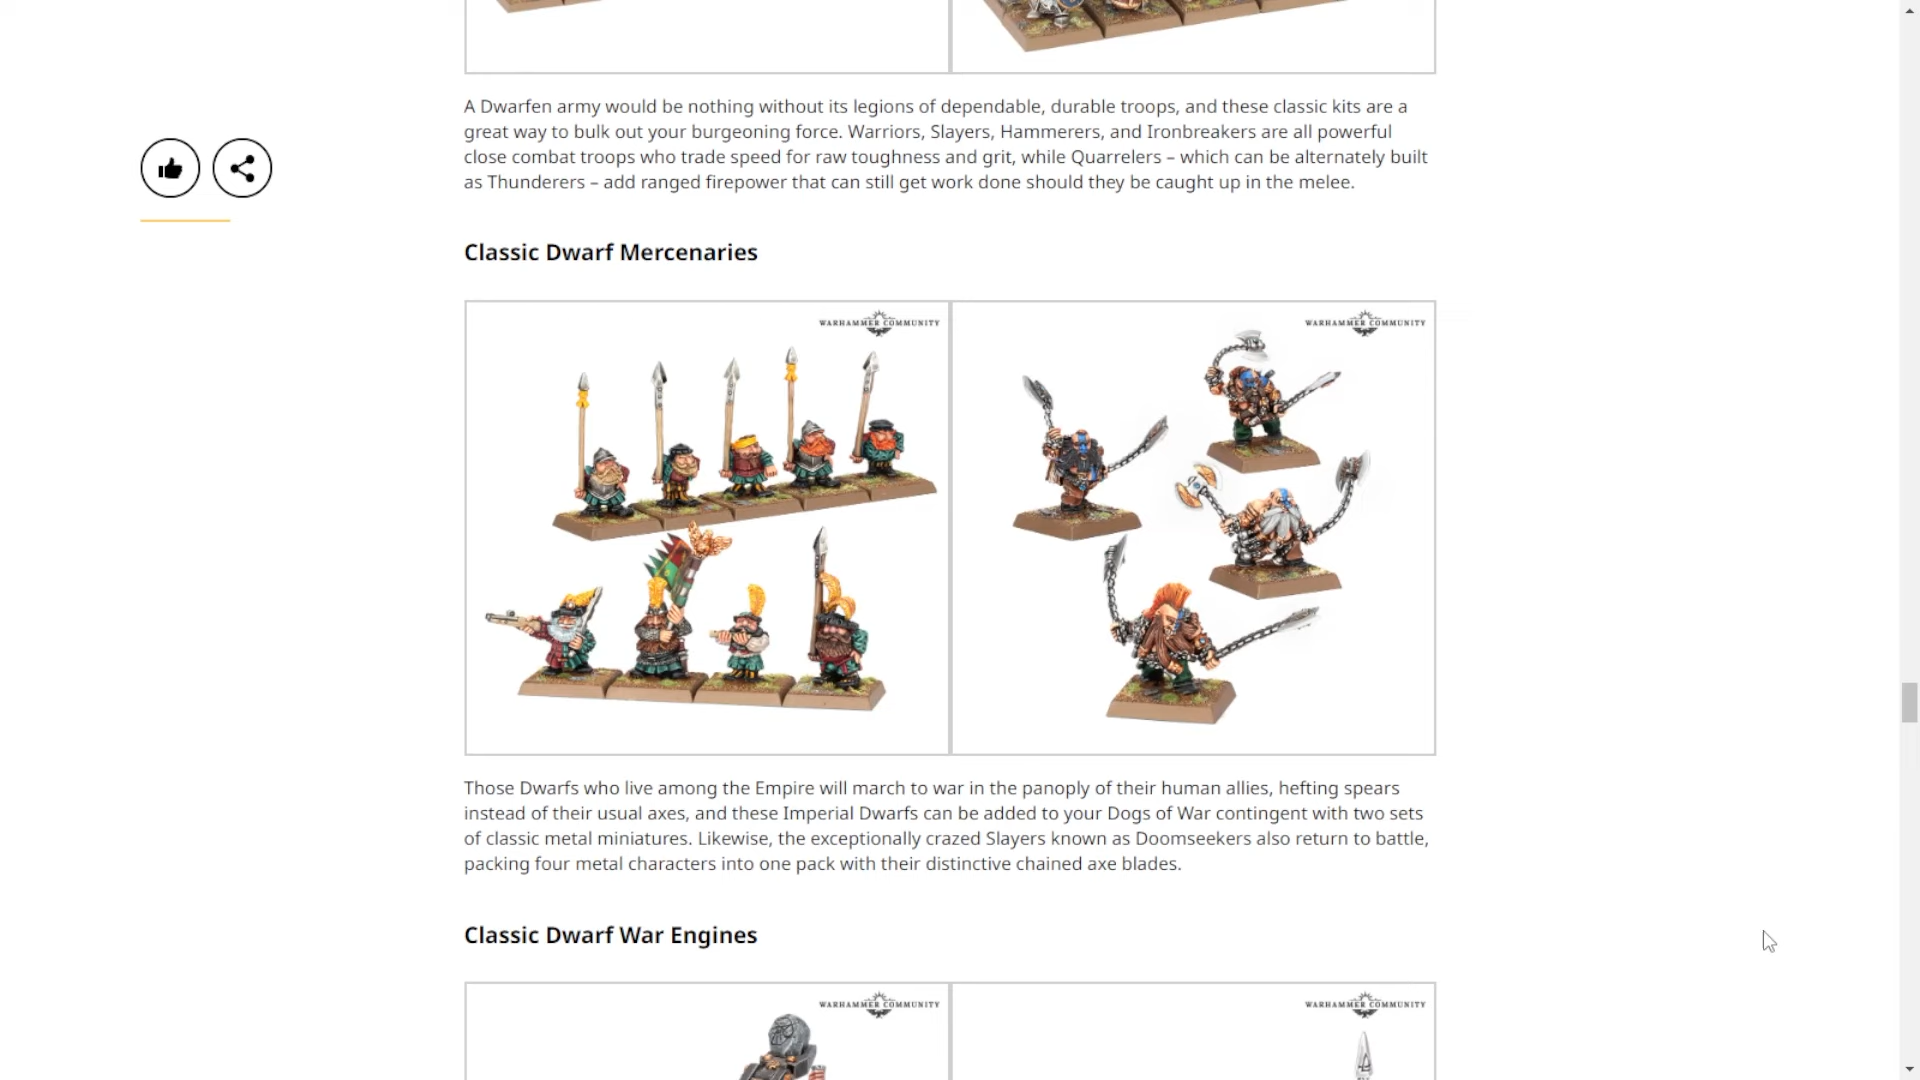 A Dwarfen army would be nothing without its legions of dependable, durable troops, and these classic kits are a
great way to bulk out your burgeoning force. Warriors, Slayers, Hammerers, and Ironbreakers are all powerful
close combat troops who trade speed for raw toughness and grit, while Quarrelers – which can be alternately built
as Thunderers – add ranged firepower that can still get work done should they be caught up in the melee.
Classic Dwarf Mercenaries
WARHAMMER COMMUNITY
WARHAMMER COMMUNITY
Those Dwarfs who live among the Empire will march to war in the panoply of their human allies, hefting spears
instead of their usual axes, and these Imperial Dwarfs can be added to your Dogs of War contingent with two sets
of classic metal miniatures. Likewise, the exceptionally crazed Slayers known as Doomseekers also return to battle,
packing four metal characters into one pack with their distinctive chained axe blades.
Classic Dwarf War Engines
WARHAMMER COMMUNITY
WARHAMMER COMMUNITY